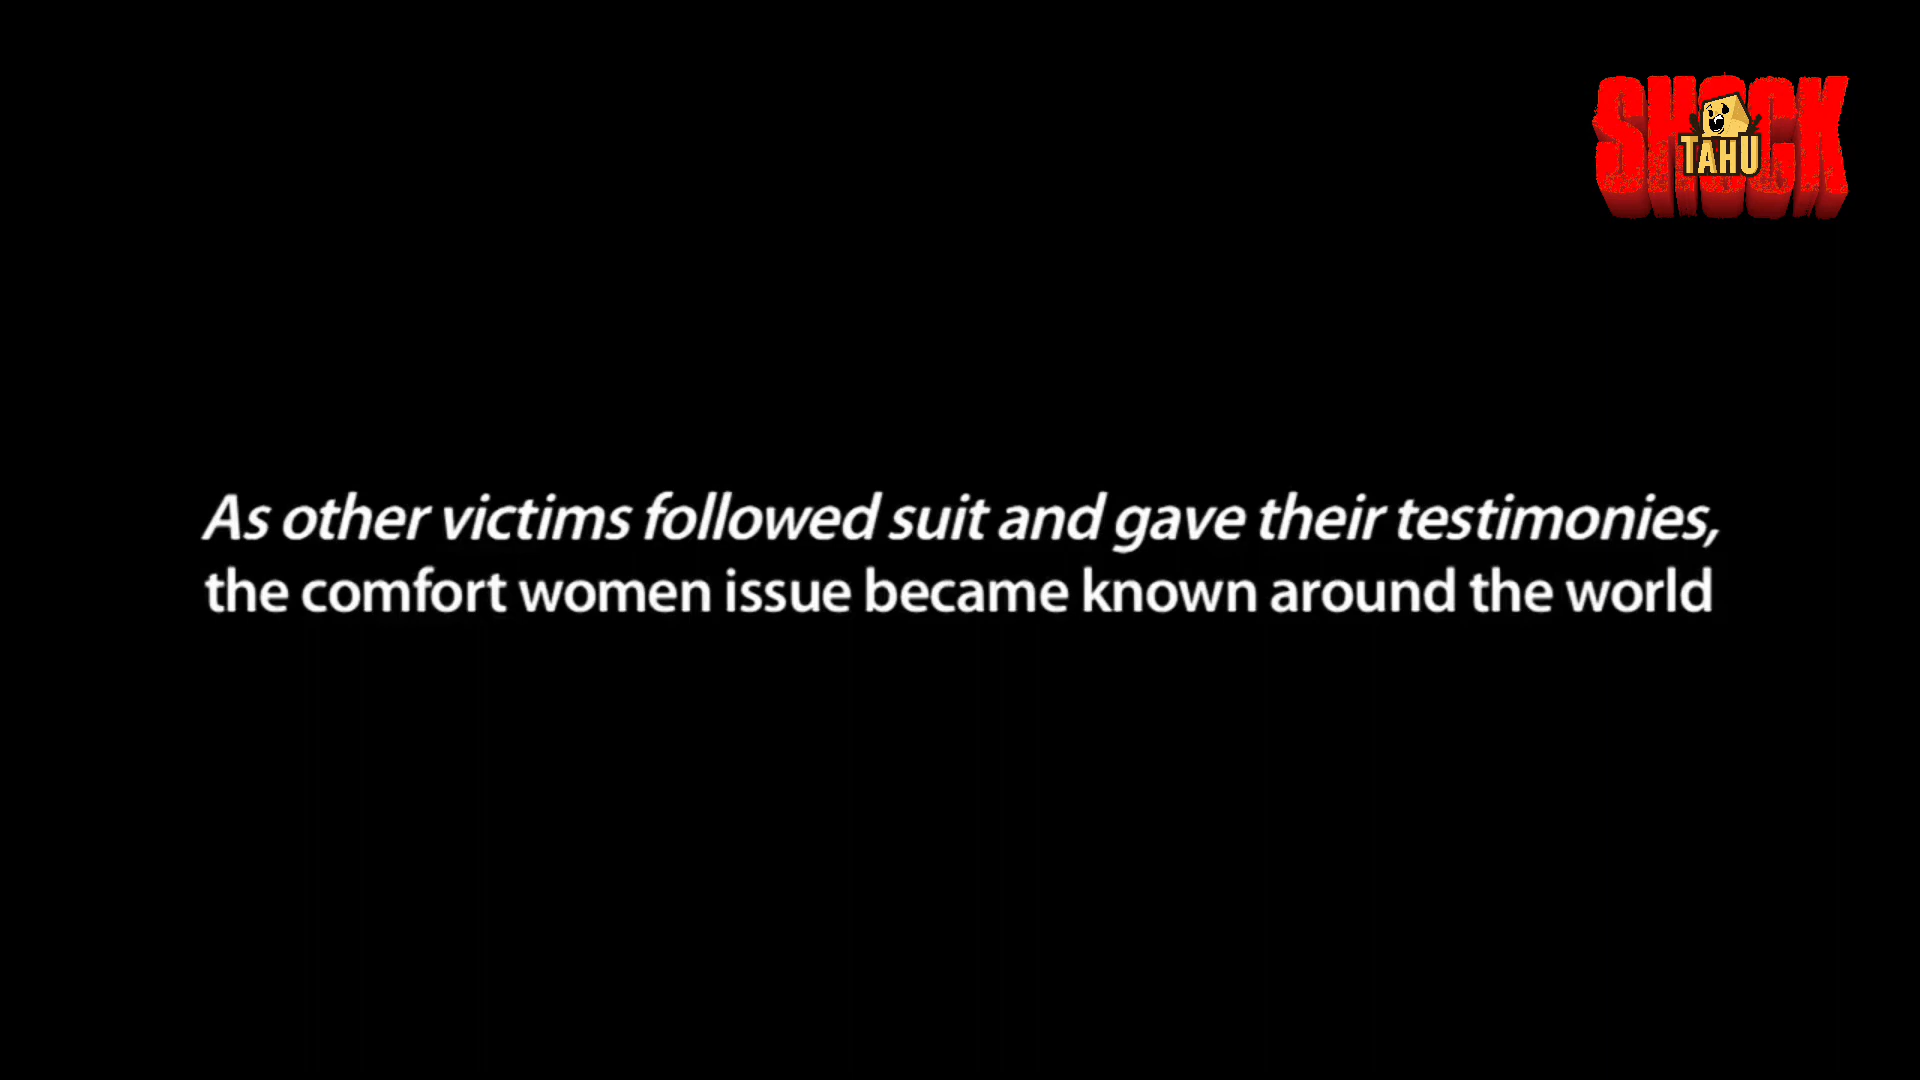 SHOCK
TAHU
As other victims followed suit and gave their testimonies,
the comfort women issue became known around the world